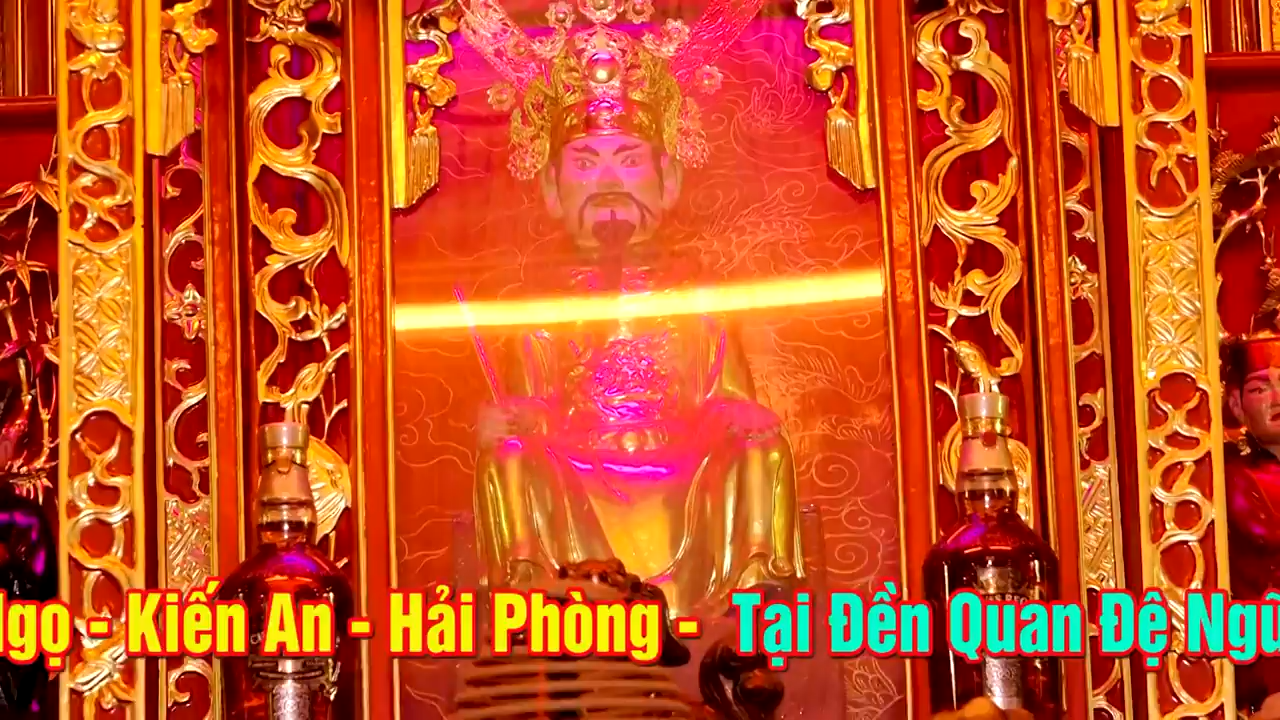 - Kiến An - Hải Phòng - Tại Đền Quan Đệ